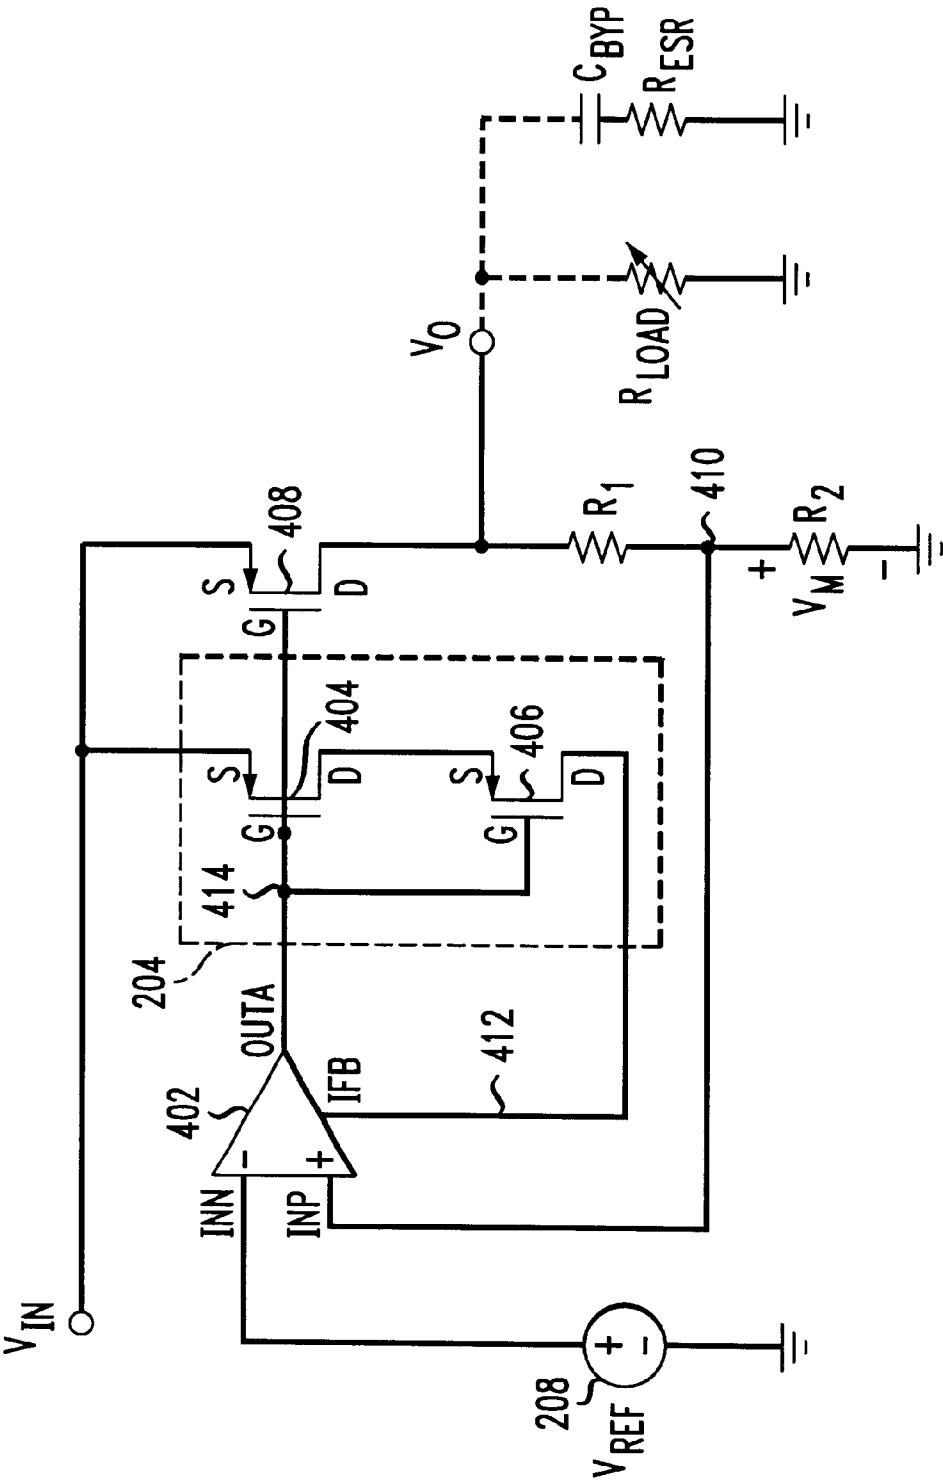 V_IN
INN
INP
−
+
402
OUTA
IFB
412
204
414
G
S
D
404
G
S
D
406
G
S
D
408
V_O
R_1
410
+
V_M
−
R_2
R_LOAD
C_BYP
R_ESR
208
+
−
V_REF